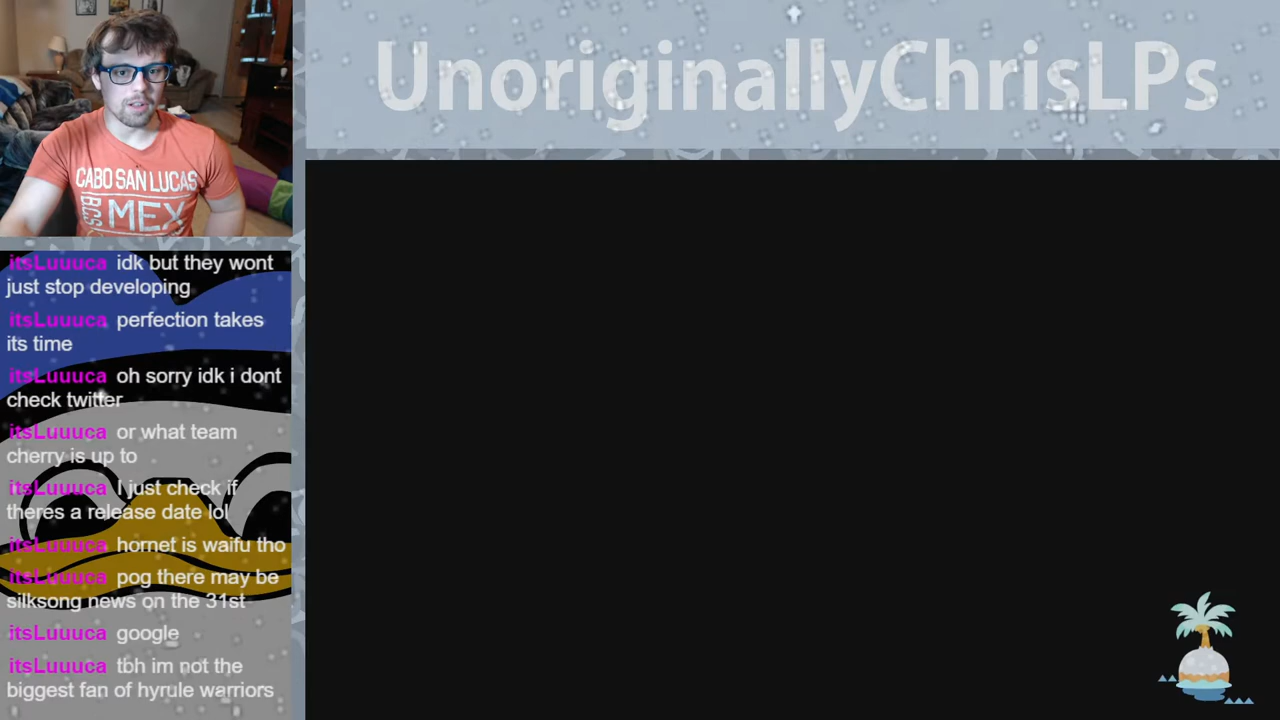 UnoriginallyChrisLPs
CABO SAN LUCAS
BCS
MEX
itsLuuuca idk but they wont
just stop developing
itsLuuuca perfection takes
its time
itsLuuuca oh sorry idk i dont
check twitter
itsLuuuca or what team
cherry is up to
itsLuuuca I just check if
theres a release date lol
itsLuuuca hornet is waifu tho
itsLuuuca pog there may be
silksong news on the 31st
itsLuuuca google
itsLuuuca tbh im not the
biggest fan of hyrule warriors